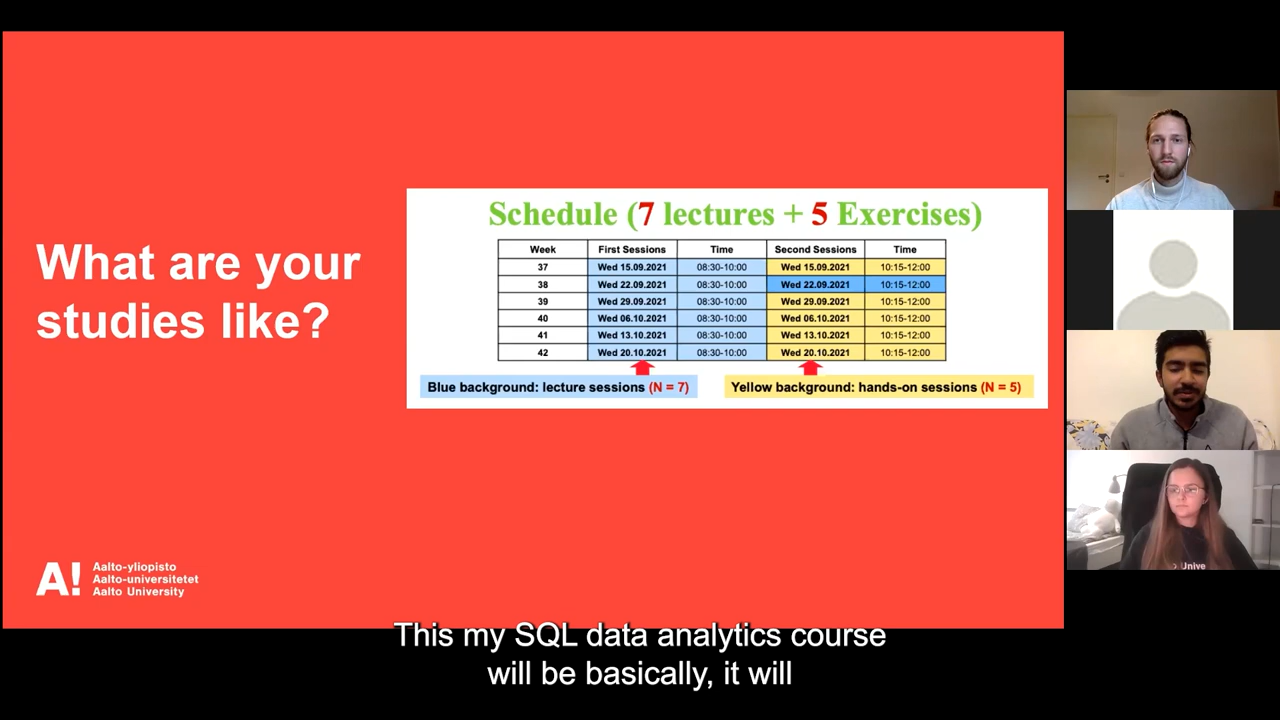 What are your
studies like?
Schedule (7 lectures + 5 Exercises)
Week First Sessions Time Second Sessions Time
37 Wed 15.09.2021 08:30-10:00 Wed 15.09.2021 10:15-12:00
38 Wed 22.09.2021 08:30-10:00 Wed 22.09.2021 10:15-12:00
39 Wed 29.09.2021 08:30-10:00 Wed 29.09.2021 10:15-12:00
40 Wed 06.10.2021 08:30-10:00 Wed 06.10.2021 10:15-12:00
41 Wed 13.10.2021 08:30-10:00 Wed 13.10.2021 10:15-12:00
42 Wed 20.10.2021 08:30-10:00 Wed 20.10.2021 10:15-12:00
Blue background: lecture sessions (N = 7)
Yellow background: hands-on sessions (N = 5)
A!
Aalto-yliopisto
Aalto-universitetet
Aalto University
This my SQL data analytics course
will be basically, it will